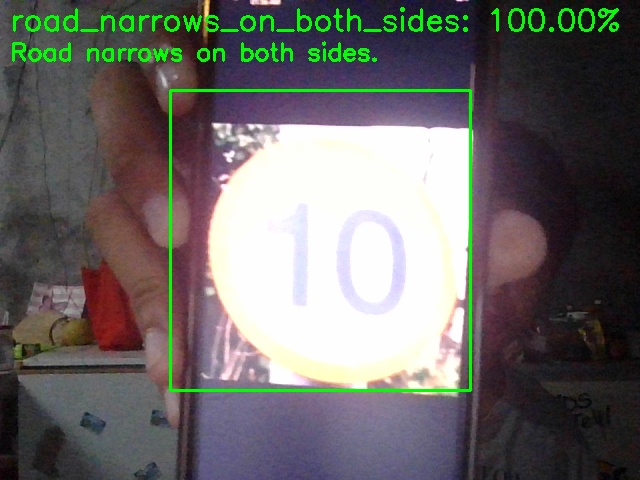 road_narrows_on_both_sides: 100.00%
Road narrows on both sides.
10